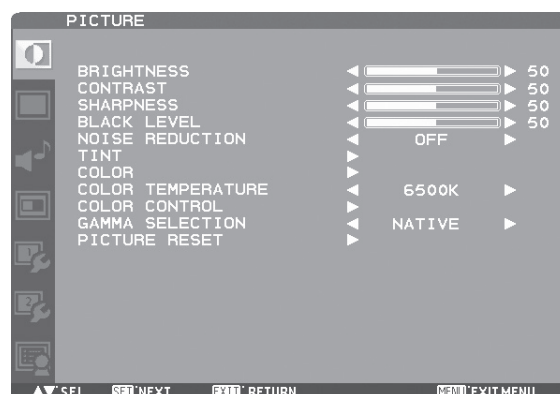 PICTURE
BRIGHTNESS 50
CONTRAST 50
SHARPNESS 50
BLACK LEVEL 50
NOISE REDUCTION OFF
TINT
COLOR
COLOR TEMPERATURE 6500K
COLOR CONTROL
GAMMA SELECTION NATIVE
PICTURE RESET
▲▼:SEL SET:NEXT EXIT:RETURN MENU:EXIT MENU